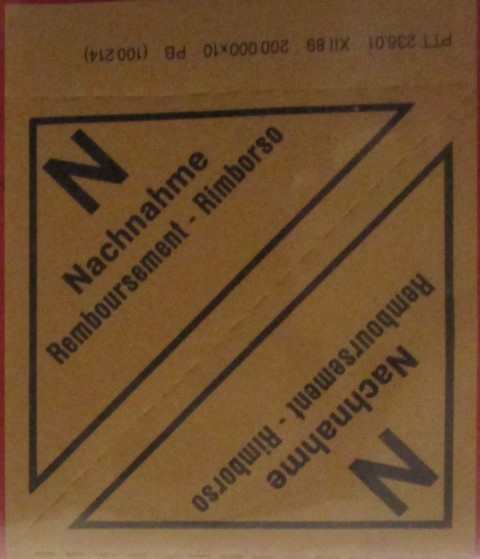 PTT 236.01 XII 89 200 000×10 PB (100 214)
N
Nachnahme
Remboursement - Rimborso
N
Nachnahme
Remboursement - Rimborso